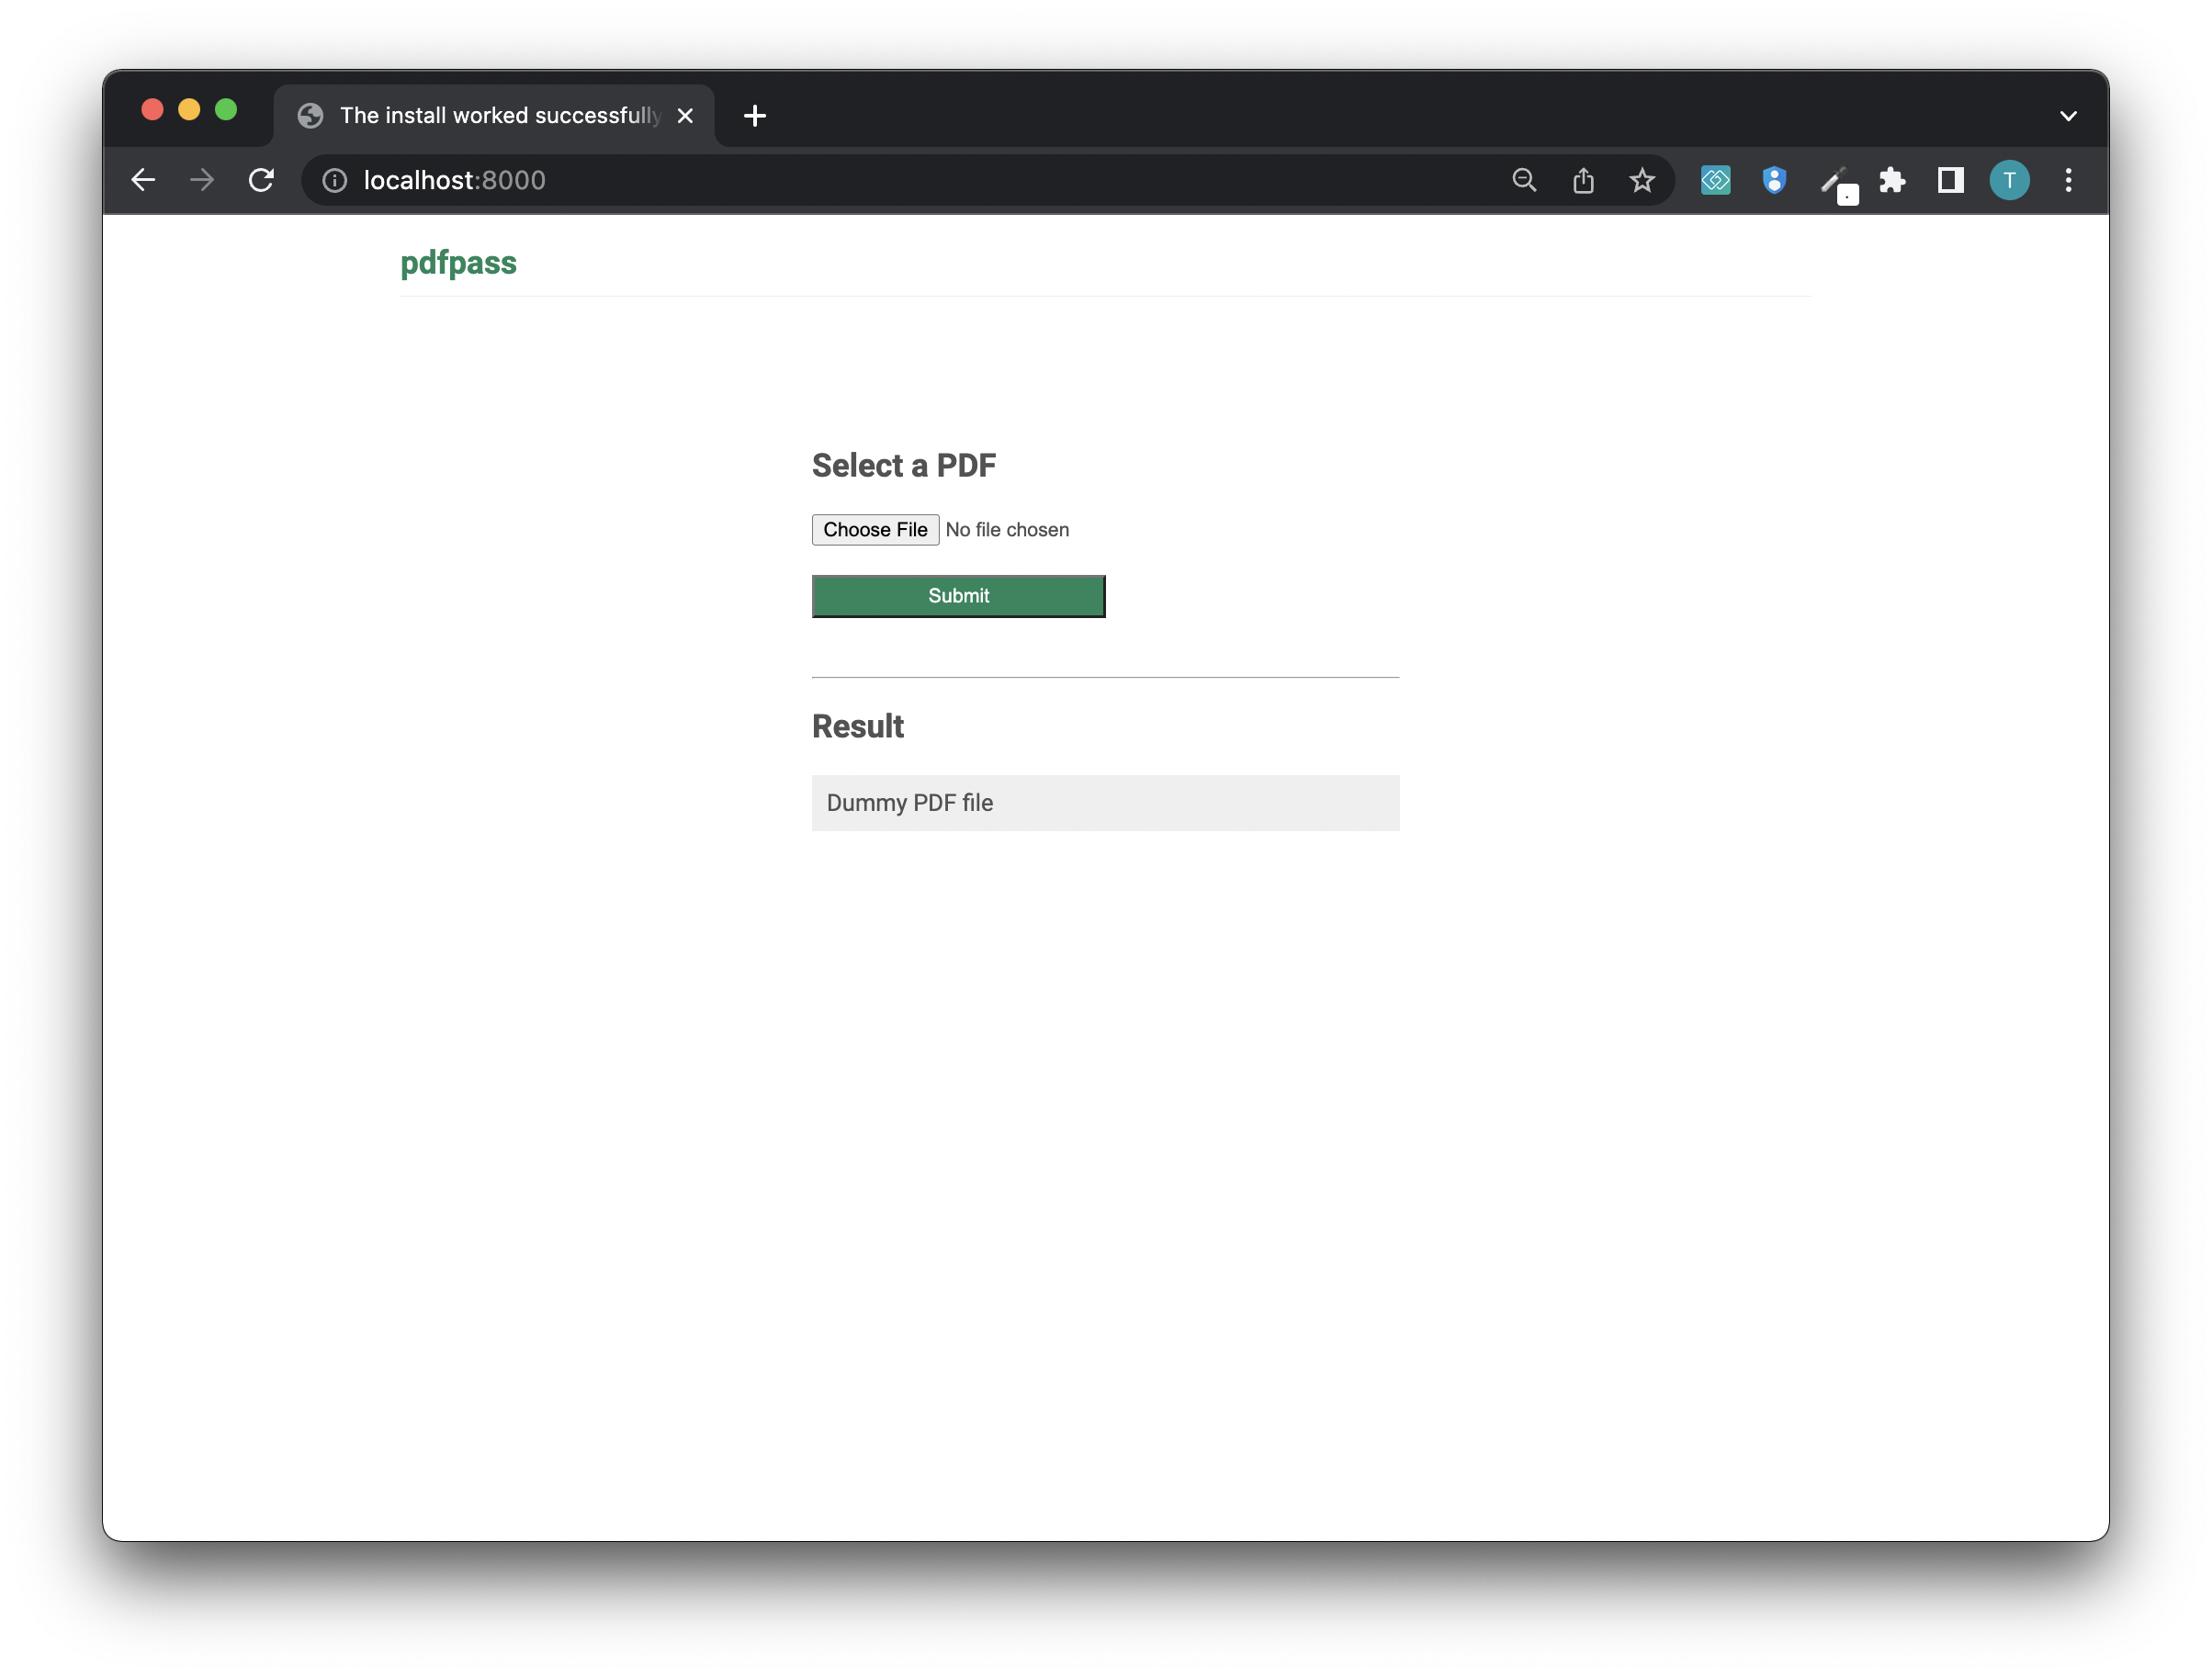 The install worked successfully
localhost:8000
T
pdfpass
Select a PDF
Choose File No file chosen
Submit
Result
Dummy PDF file